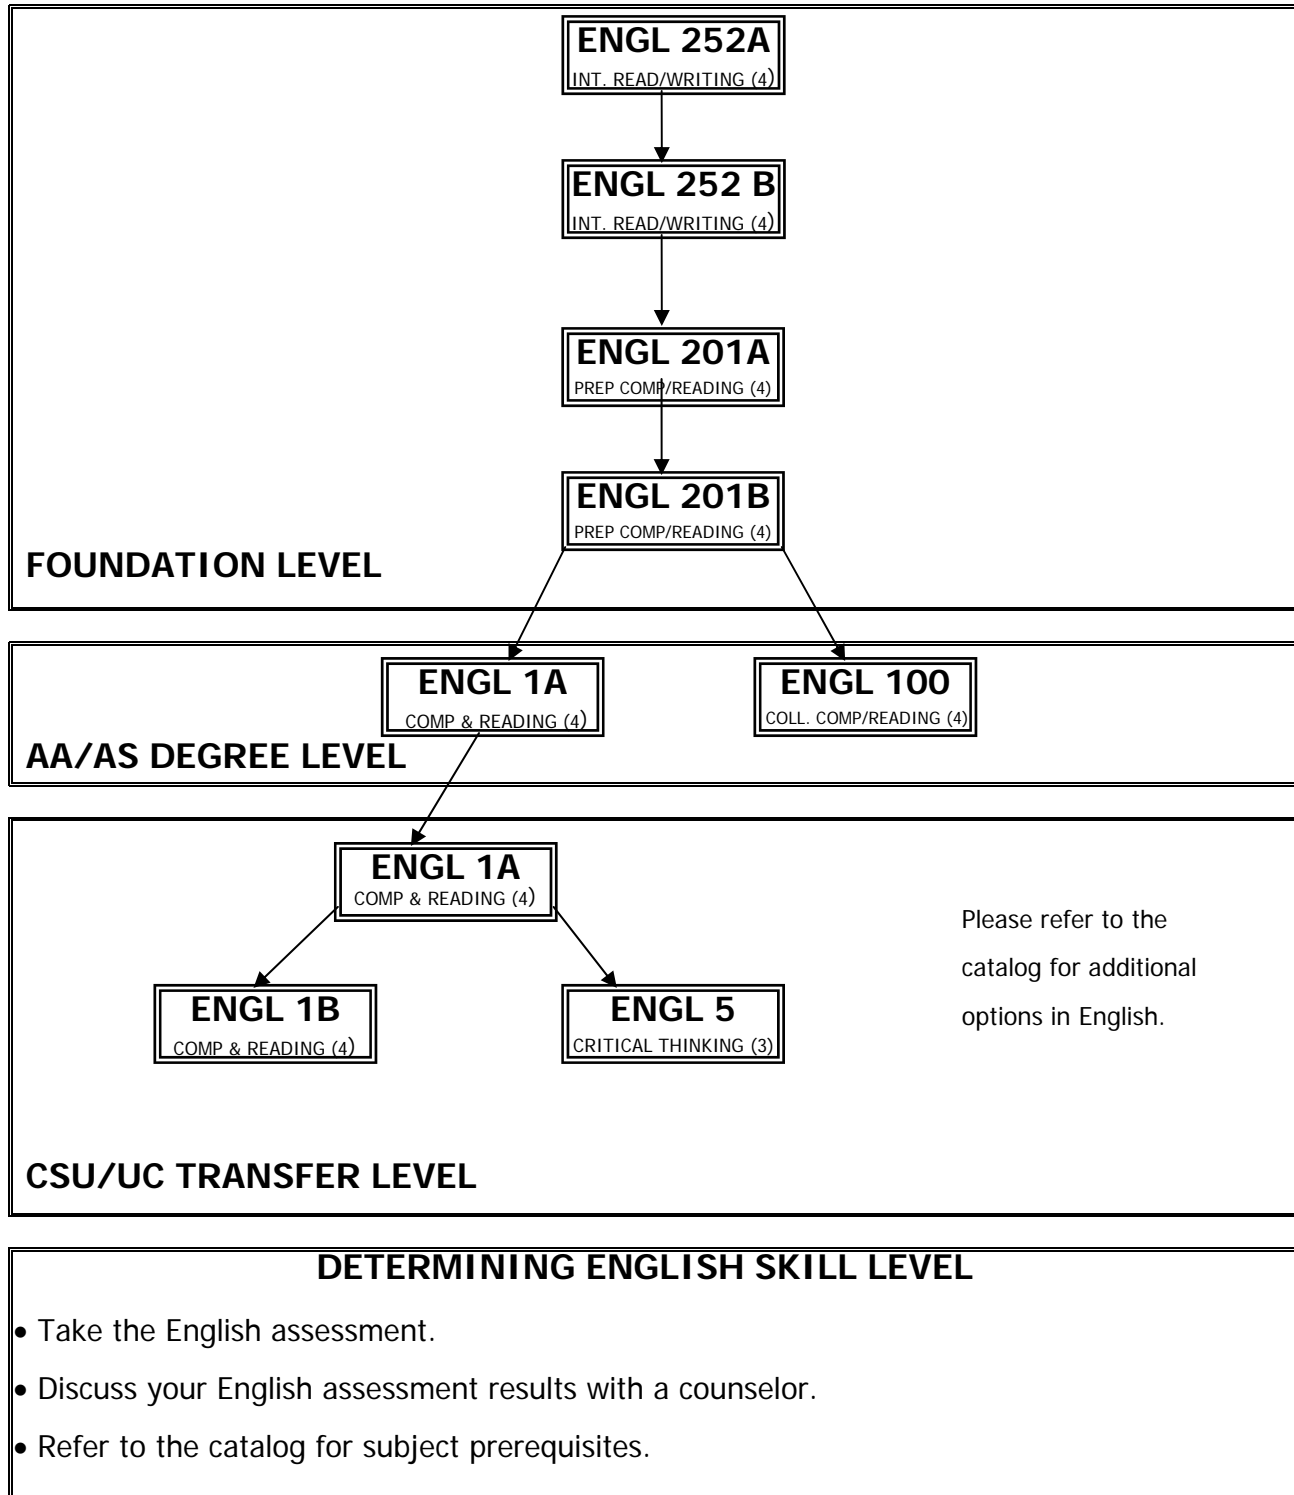 ENGL 252A
INT. READ/WRITING (4)
ENGL 252 B
INT. READ/WRITING (4)
ENGL 201A
PREP COMP/READING (4)
ENGL 201B
PREP COMP/READING (4)
FOUNDATION LEVEL
ENGL 1A
COMP & READING (4)
ENGL 100
COLL. COMP/READING (4)
AA/AS DEGREE LEVEL
ENGL 1A
COMP & READING (4)
Please refer to the
catalog for additional
options in English.
ENGL 1B
COMP & READING (4)
ENGL 5
CRITICAL THINKING (3)
CSU/UC TRANSFER LEVEL
DETERMINING ENGLISH SKILL LEVEL
• Take the English assessment.
• Discuss your English assessment results with a counselor.
• Refer to the catalog for subject prerequisites.